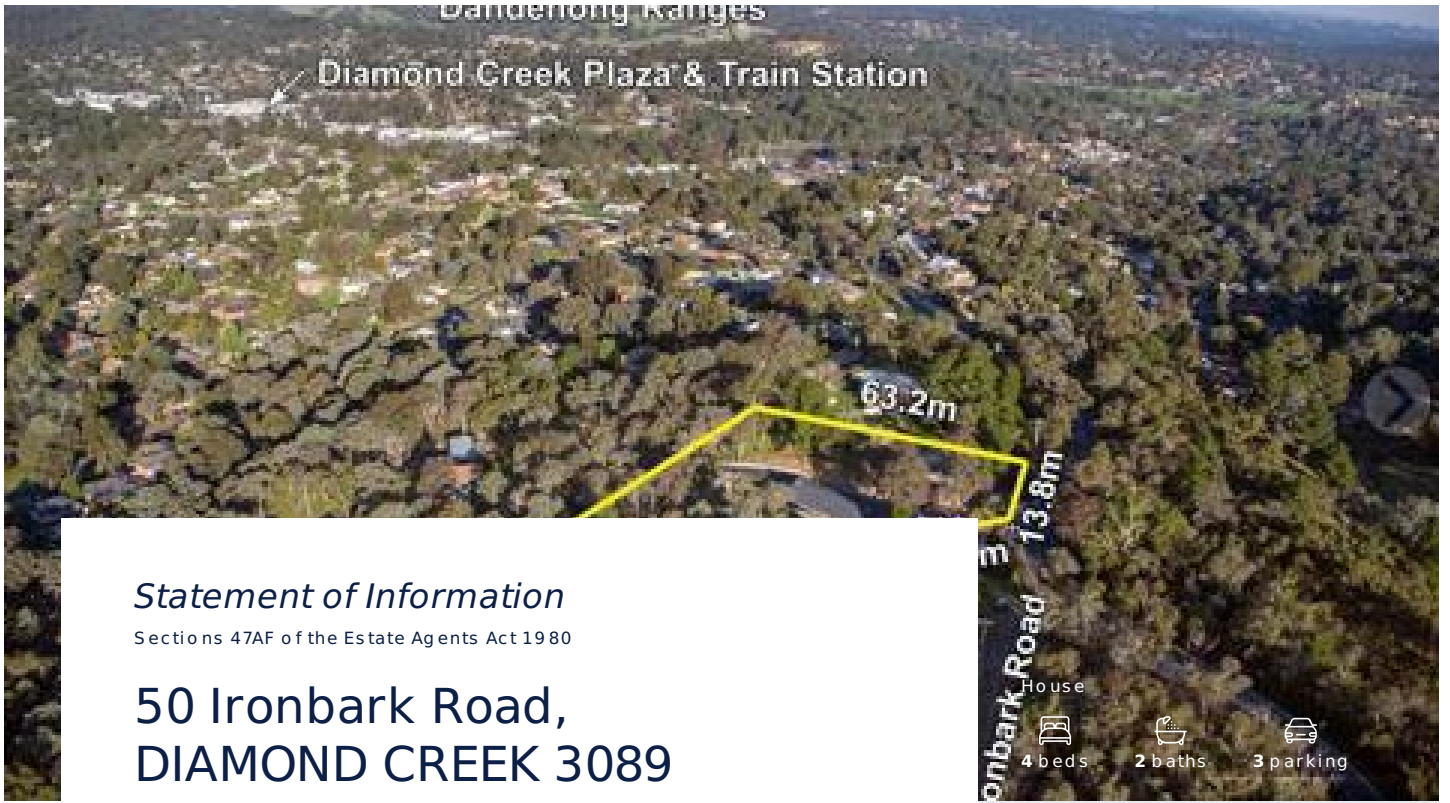 Dandenong Ranges
Diamond Creek Plaza & Train Station
63.2m
13.8m
m
onbark Road
Statement of Information
Sections 47AF of the Estate Agents Act 1980
50 Ironbark Road,
DIAMOND CREEK 3089
House
4 beds 2 baths 3 parking